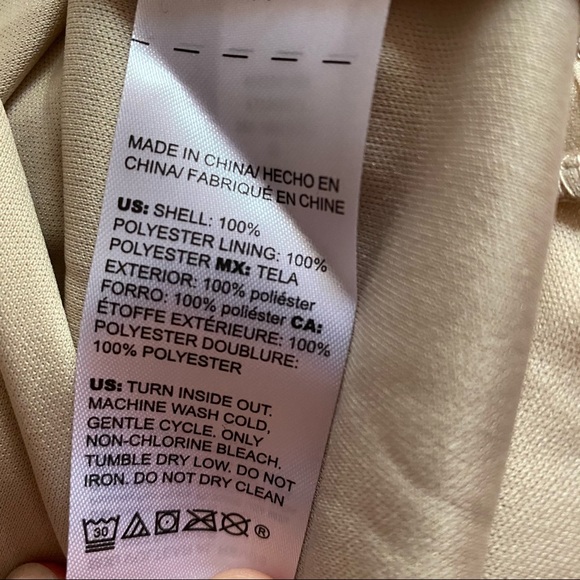 MADE IN CHINA/ HECHO EN
CHINA/ FABRIQUÉ EN CHINE
US: SHELL: 100%
POLYESTER LINING: 100%
POLYESTER MX: TELA
EXTERIOR: 100% poliéster
FORRO: 100% poliéster CA:
ÉTOFFE EXTÉRIEURE: 100%
POLYESTER DOUBLURE:
100% POLYESTER
US: TURN INSIDE OUT.
MACHINE WASH COLD,
GENTLE CYCLE. ONLY
NON-CHLORINE BLEACH,
TUMBLE DRY LOW. DO NOT
IRON. DO NOT DRY CLEAN
30 ®